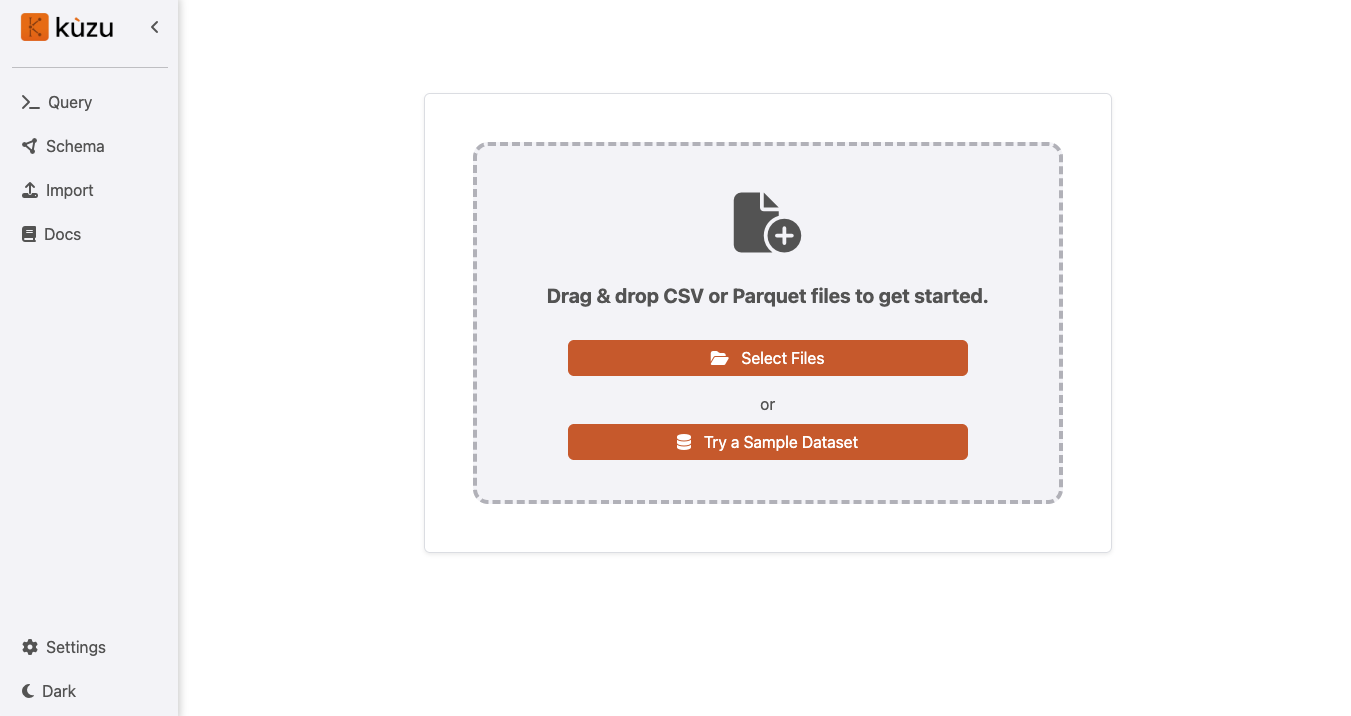 kùzu
Query
Schema
Import
Docs
Drag & drop CSV or Parquet files to get started.
Select Files
or
Try a Sample Dataset
Settings
Dark